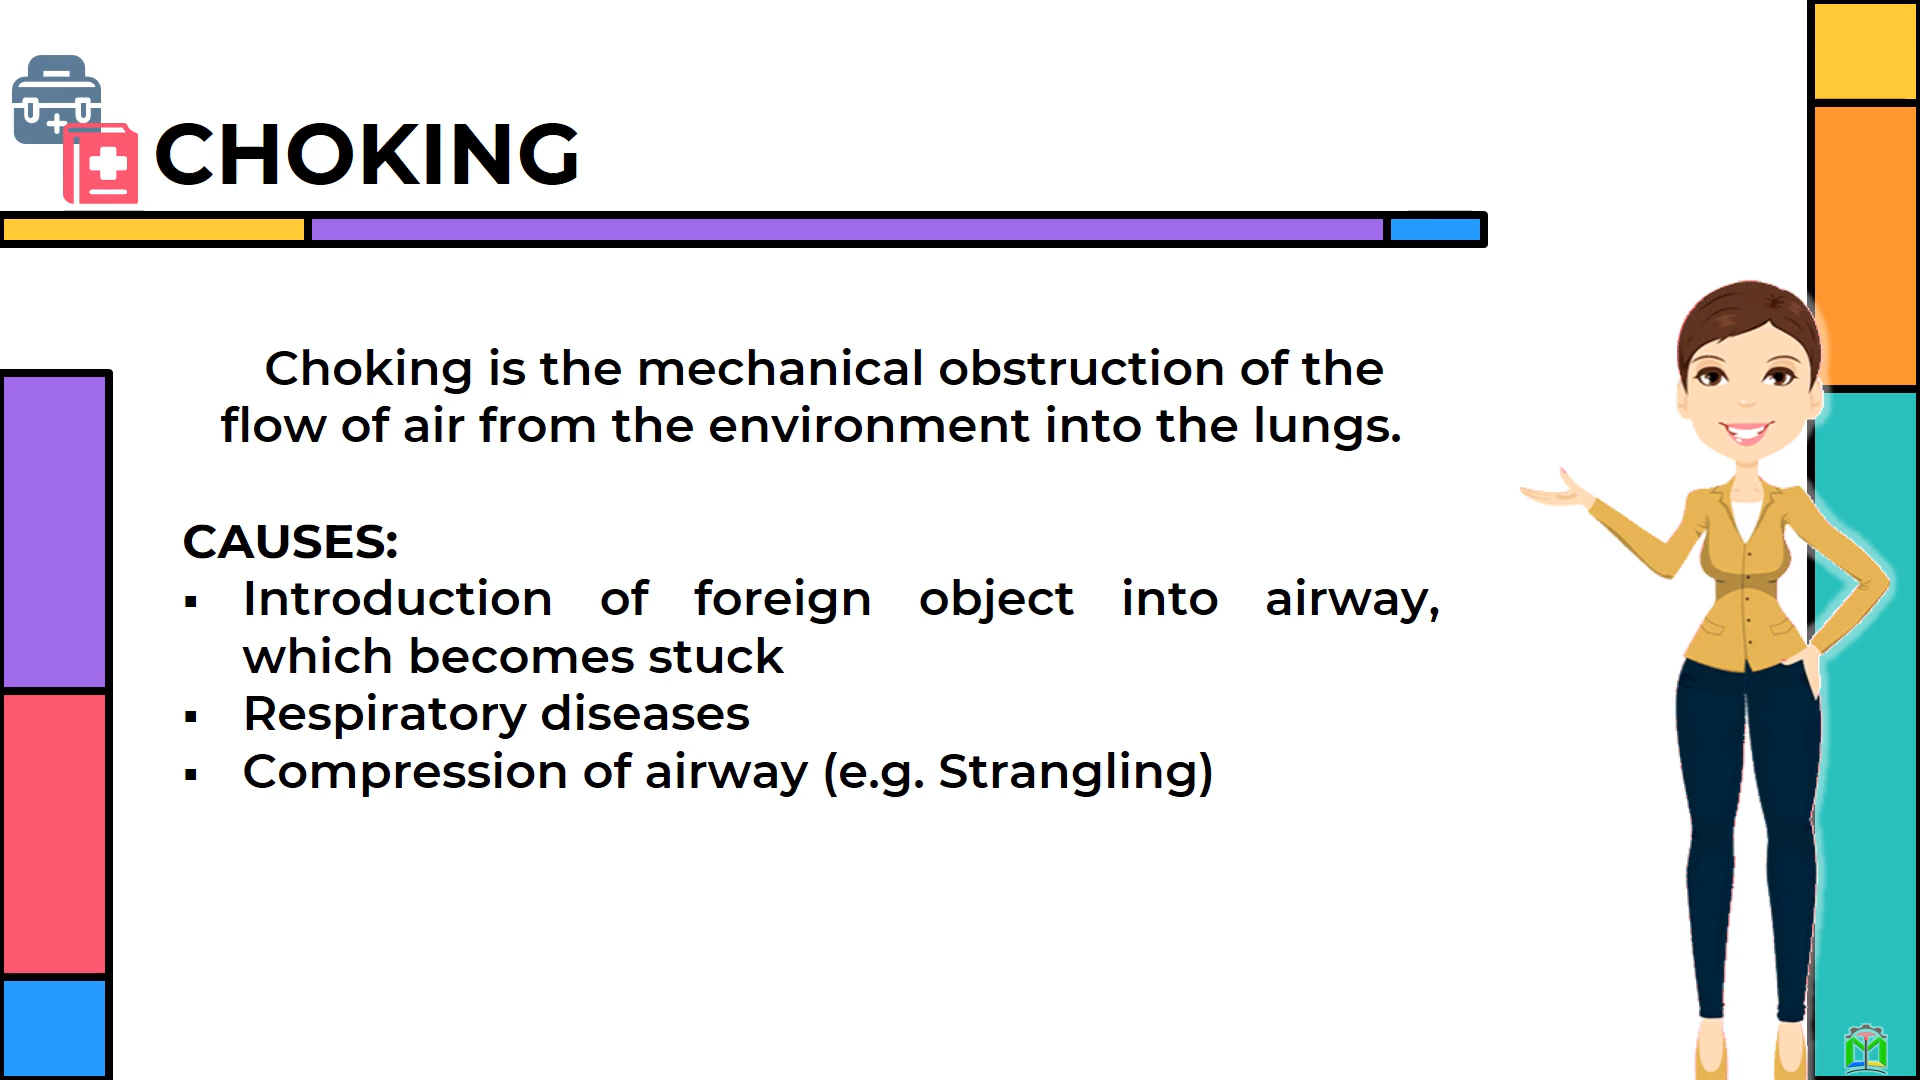 CHOKING
Choking is the mechanical obstruction of the
flow of air from the environment into the lungs.
CAUSES:
▪ Introduction of foreign object into airway,
which becomes stuck
▪ Respiratory diseases
▪ Compression of airway (e.g. Strangling)